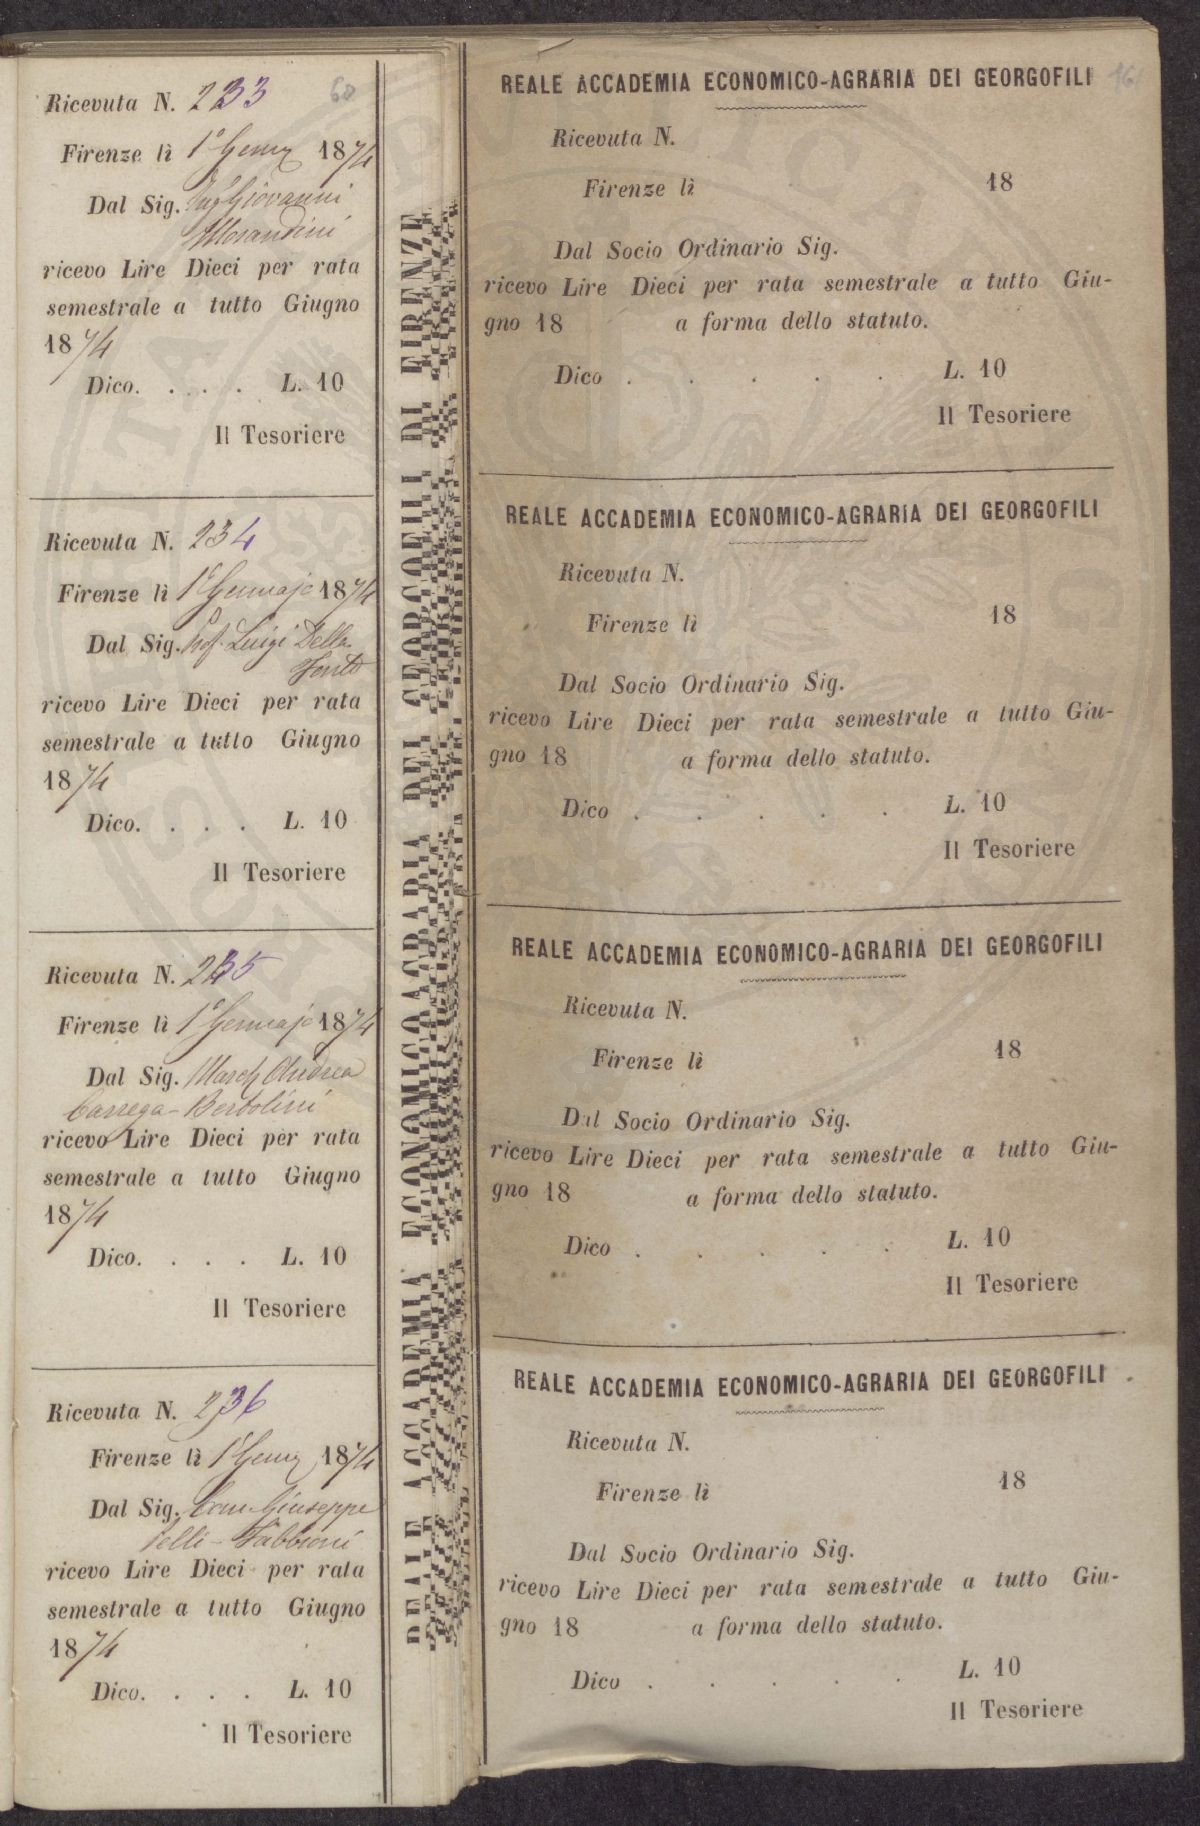 Ricevuta N. 233
60
Firenze lì 1° Genn 1874
Dal Sig. Ing Giovanni
Morandini
ricevo Lire Dieci per rata
semestrale a tutto Giugno
1874
Dico. . . . L. 10
Il Tesoriere
Ricevuta N. 234
Firenze lì 1° Gennajo 1874
Dal Sig. Prof. Luigi Della
ricevo Lire Dieci per rata
semestrale a tutto Giugno
1874
Dico. . . . L. 10
Il Tesoriere
Ricevuta N. 235
Firenze lì 1° Gennajo 1874
Dal Sig. March Andrea
Carrega-Bertolini
ricevo Lire Dieci per rata
semestrale a tutto Giugno
1874
Dico. . . . L. 10
Il Tesoriere
Ricevuta N. 236
Firenze lì 1° Genn 1874
Dal Sig. Comm Giuseppe
Pelli-Fabbroni
ricevo Lire Dieci per rata
semestrale a tutto Giugno
1874
Dico. . . . L. 10
Il Tesoriere
REALE ACCADEMIA ECONOMICO AGRARIA DEI GEORGOFILI DI FIRENZE
REALE ACCADEMIA ECONOMICO-AGRARIA DEI GEORGOFILI
Ricevuta N.
Firenze lì 18
Dal Socio Ordinario Sig.
ricevo Lire Dieci per rata semestrale a tutto Giu-
gno 18 a forma dello statuto.
Dico . . . . . L. 10
Il Tesoriere
REALE ACCADEMIA ECONOMICO-AGRARIA DEI GEORGOFILI
Ricevuta N.
Firenze lì 18
Dal Socio Ordinario Sig.
ricevo Lire Dieci per rata semestrale a tutto Giu-
gno 18 a forma dello statuto.
Dico . . . . . L. 10
Il Tesoriere
REALE ACCADEMIA ECONOMICO-AGRARIA DEI GEORGOFILI
Ricevuta N.
Firenze lì 18
Dal Socio Ordinario Sig.
ricevo Lire Dieci per rata semestrale a tutto Giu-
gno 18 a forma dello statuto.
Dico . . . . . L. 10
Il Tesoriere
REALE ACCADEMIA ECONOMICO-AGRARIA DEI GEORGOFILI
Ricevuta N.
Firenze lì 18
Dal Socio Ordinario Sig.
ricevo Lire Dieci per rata semestrale a tutto Giu-
gno 18 a forma dello statuto.
Dico . . . . . L. 10
Il Tesoriere